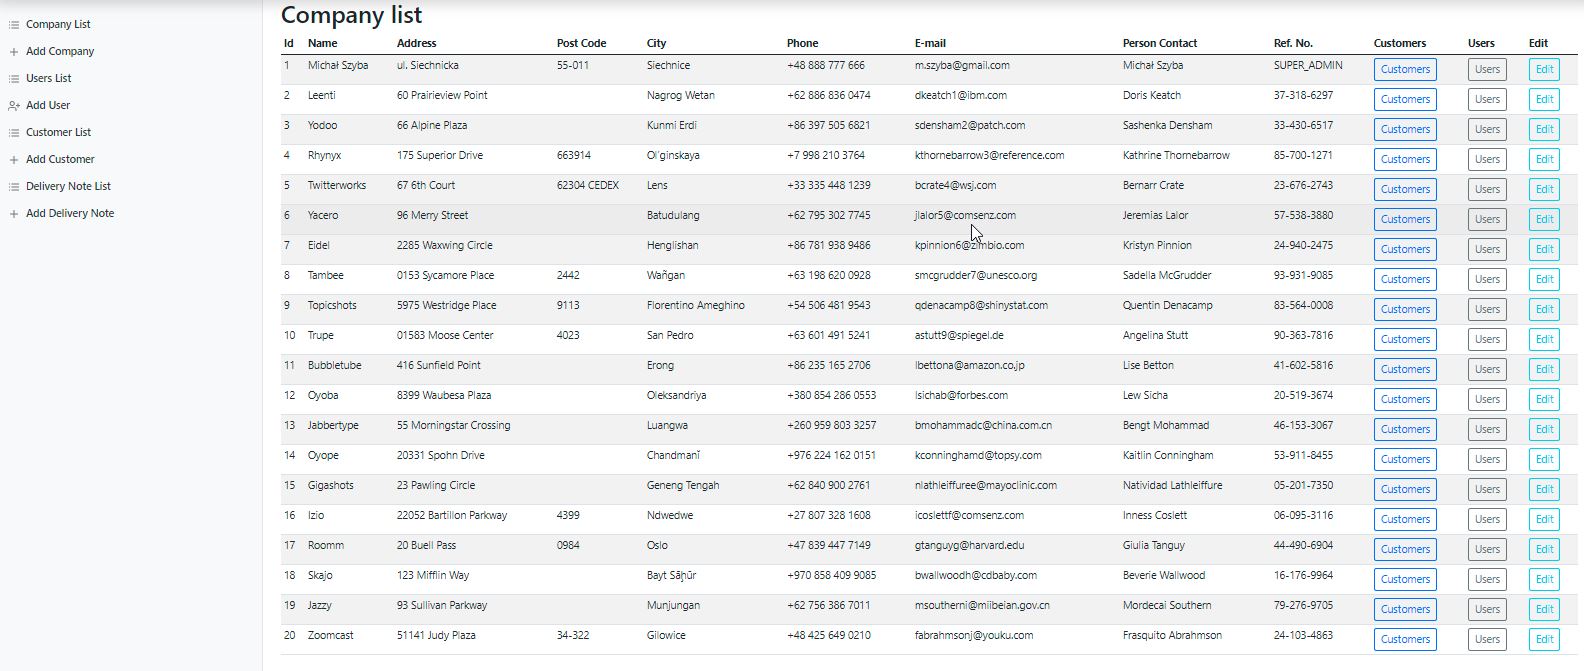 Company List
Add Company
Users List
Add User
Customer List
Add Customer
Delivery Note List
Add Delivery Note
Company list
Id Name Address Post Code City Phone E-mail Person Contact Ref. No. Customers Users Edit
1 Michał Szyba ul. Siechnicka 55-011 Siechnice +48 888 777 666 m.szyba@gmail.com Michał Szyba SUPER_ADMIN Customers Users Edit
2 Leenti 60 Prairieview Point Nagrog Wetan +62 886 836 0474 dkeatch1@ibm.com Doris Keatch 37-318-6297 Customers Users Edit
3 Yodoo 66 Alpine Plaza Kunmi Erdi +86 397 505 6821 sdensham2@patch.com Sashenka Densham 33-430-6517 Customers Users Edit
4 Rhynyx 175 Superior Drive 663914 Ol'ginskaya +7 998 210 3764 kthornebarrow3@reference.com Kathrine Thornebarrow 85-700-1271 Customers Users Edit
5 Twitterworks 67 6th Court 62304 CEDEX Lens +33 335 448 1239 bcrate4@wsj.com Bernarr Crate 23-676-2743 Customers Users Edit
6 Yacero 96 Merry Street Batudulang +62 795 302 7745 jlalor5@comsenz.com Jeremias Lalor 57-538-3880 Customers Users Edit
7 Eidel 2285 Waxwing Circle Henglishan +86 781 938 9486 kpinnion6@zimbio.com Kristyn Pinnion 24-940-2475 Customers Users Edit
8 Tambee 0153 Sycamore Place 2442 Wañgan +63 198 620 0928 smcgrudder7@unesco.org Sadella McGrudder 93-931-9085 Customers Users Edit
9 Topicshots 5975 Westridge Place 9113 Florentino Ameghino +54 506 481 9543 qdenacamp8@shinystat.com Quentin Denacamp 83-564-0008 Customers Users Edit
10 Trupe 01583 Moose Center 4023 San Pedro +63 601 491 5241 astutt9@spiegel.de Angelina Stutt 90-363-7816 Customers Users Edit
11 Bubbletube 416 Sunfield Point Erong +86 235 165 2706 lbettona@amazon.co.jp Lise Betton 41-602-5816 Customers Users Edit
12 Oyoba 8399 Waubesa Plaza Oleksandriya +380 854 286 0553 lsichab@forbes.com Lew Sicha 20-519-3674 Customers Users Edit
13 Jabbertype 55 Morningstar Crossing Luangwa +260 959 803 3257 bmohammadc@china.com.cn Bengt Mohammad 46-153-3067 Customers Users Edit
14 Oyope 20331 Spohn Drive Chandmanĭ +976 224 162 0151 kconninghamd@topsy.com Kaitlin Conningham 53-911-8455 Customers Users Edit
15 Gigashots 23 Pawling Circle Geneng Tengah +62 840 900 2761 nlathleiffuree@mayoclinic.com Natividad Lathleiffure 05-201-7350 Customers Users Edit
16 Izio 22052 Bartillon Parkway 4399 Ndwedwe +27 807 328 1608 icoslettf@comsenz.com Inness Coslett 06-095-3116 Customers Users Edit
17 Roomm 20 Buell Pass 0984 Oslo +47 839 447 7149 gtanguyg@harvard.edu Giulia Tanguy 44-490-6904 Customers Users Edit
18 Skajo 123 Mifflin Way Bayt Sāḩūr +970 858 409 9085 bwallwoodh@cdbaby.com Beverie Wallwood 16-176-9964 Customers Users Edit
19 Jazzy 93 Sullivan Parkway Munjungan +62 756 386 7011 msoutherni@miibeian.gov.cn Mordecai Southern 79-276-9705 Customers Users Edit
20 Zoomcast 51141 Judy Plaza 34-322 Gilowice +48 425 649 0210 fabrahmsonj@youku.com Frasquito Abrahmson 24-103-4863 Customers Users Edit